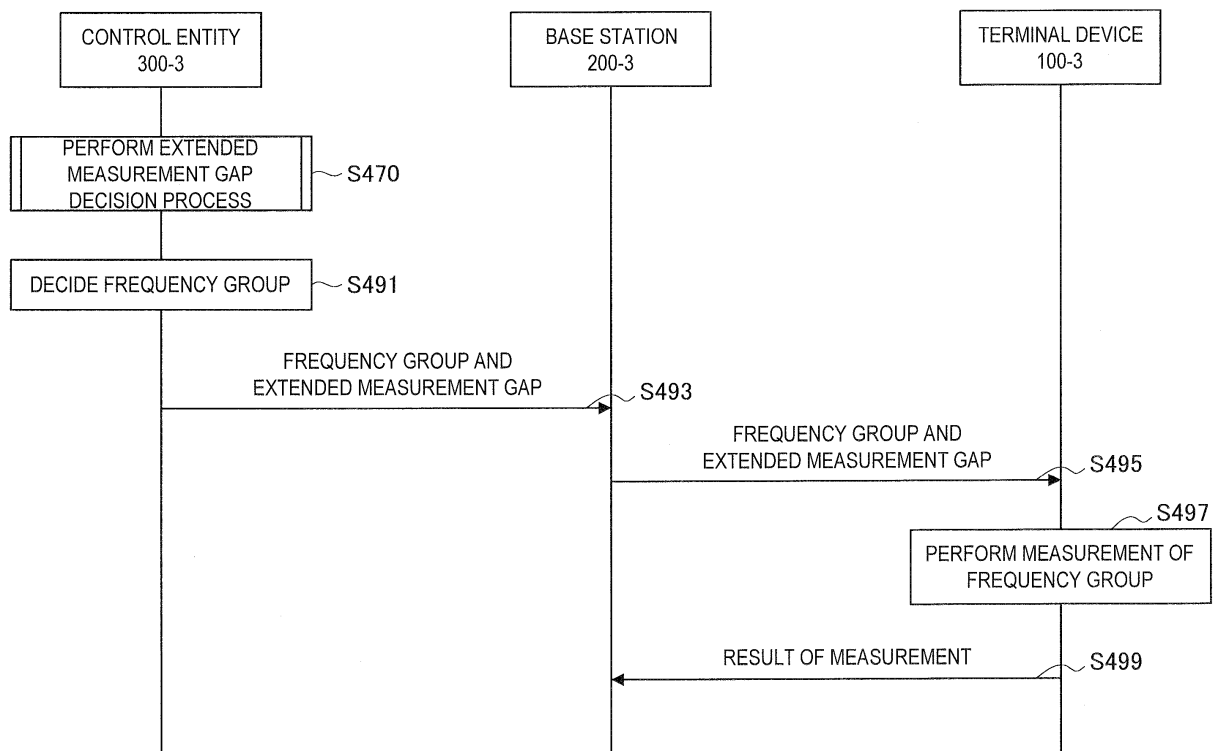 CONTROL ENTITY
300-3
BASE STATION
200-3
TERMINAL DEVICE
100-3
PERFORM EXTENDED
MEASUREMENT GAP
DECISION PROCESS
S470
DECIDE FREQUENCY GROUP
S491
FREQUENCY GROUP AND
EXTENDED MEASUREMENT GAP
S493
FREQUENCY GROUP AND
EXTENDED MEASUREMENT GAP
S495
S497
PERFORM MEASUREMENT OF
FREQUENCY GROUP
RESULT OF MEASUREMENT
S499